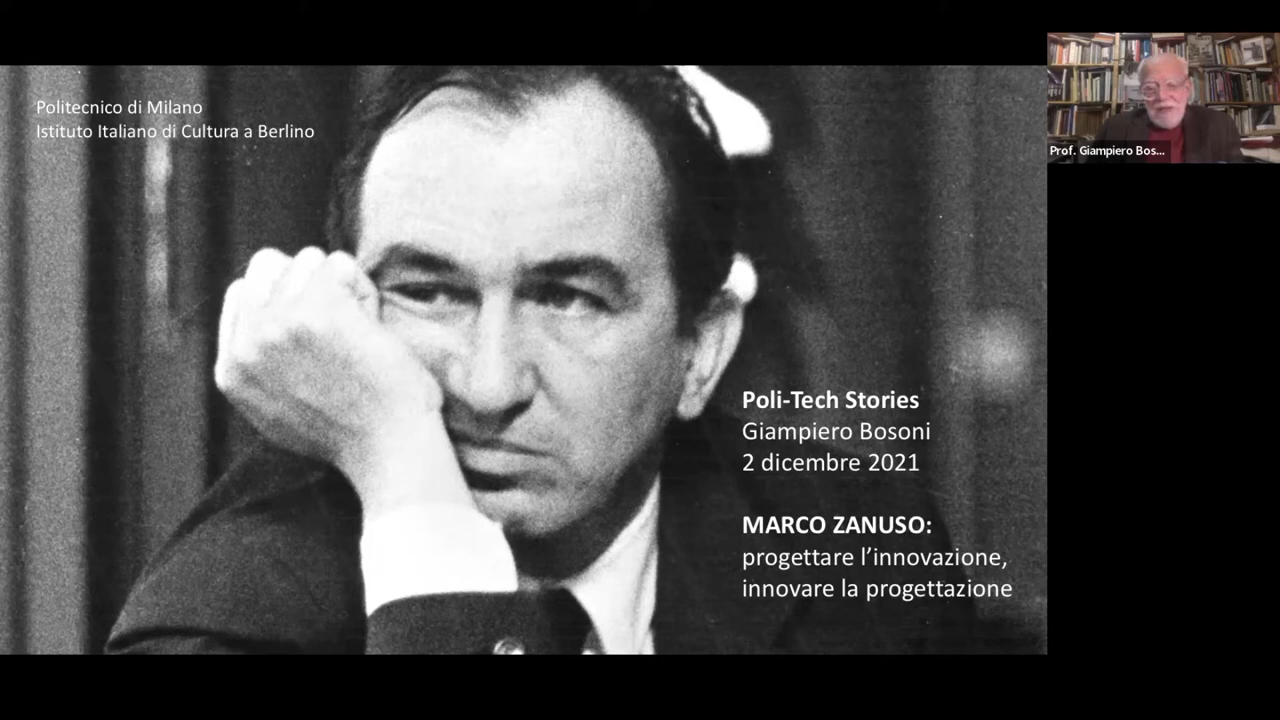 Politecnico di Milano
Istituto Italiano di Cultura a Berlino
Prof. Giampiero Bos...
Poli-Tech Stories
Giampiero Bosoni
2 dicembre 2021
MARCO ZANUSO:
progettare l’innovazione,
innovare la progettazione